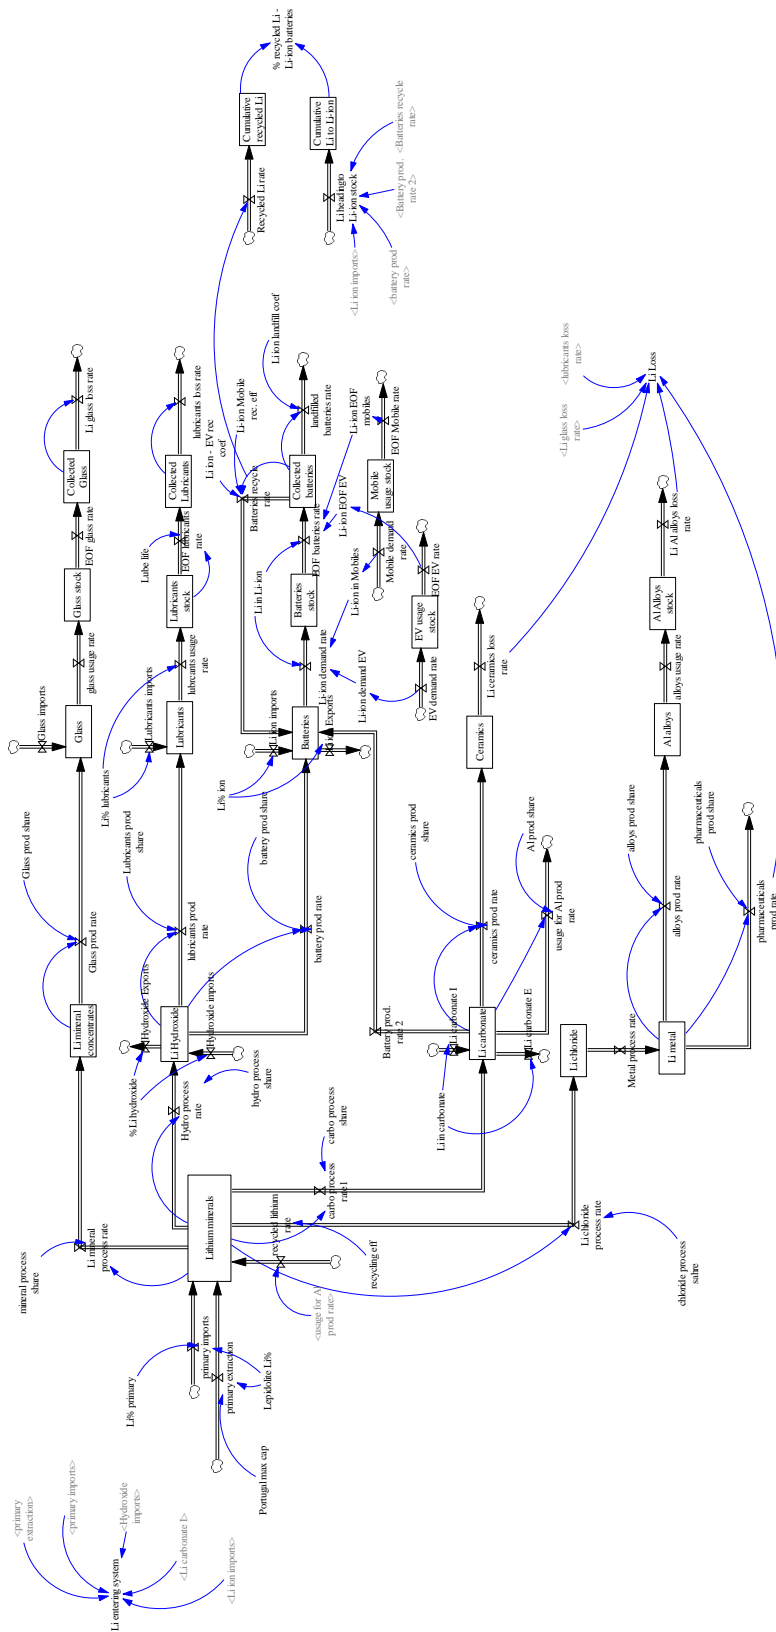 <primary
extraction>
<primary imports>
<Hydroxide
imports>
<Li carbonate I>
<Li ion imports>
Li entering system
Portugal max cap
Li% primary
primary imports
primary extraction
Lepidolite Li%
mineral process
share
Li mineral
process rate
Lithium minerals
recycled lithium
rate
recycling eff
<usage for Al
prod rate>
carbo process
rate I
carbo process
share
Hydro process
rate
hydro process
share
Li chloride
process rate
chloride process
sahre
Li mineral
concentrates
Glass prod share
Glass prod rate
Glass imports
Glass
glass usage rate
Glass stock
EOF glass rate
Collected
Glass
Li glass loss rate
% Li hydroxide
Hydroxide Exports
Li Hydroxide
Hydroxide imports
Lubricants prod
share
lubricants prod
rate
Li% lubricants
Lubricants imports
Lubricants
lubrcants usage
rate
Lubricants
stock
Lube life
EOF lubricants
rate
Collected
Lubricants
lubricants loss rate
battery prod share
battery prod rate
Li% ion
Li ion imports
Batteries
Li ion Exports
Li-ion demand rate
Li in Li-ion
Batteries
stock
EOF batteries rate
Collected
batteries
landfilled
batteries rate
Li ion landfill coef
Batteries recycle
rate
Li ion - EV rec
coef
Li-ion Mobile
rec. eff
Li-ion in Mobiles
Li-ion demand EV
Li-ion EOF EV
Li-ion EOF
mobiles
Mobile demand
rate
Mobile
usage stock
EOF Mobile rate
EV demand rate
EV usage
stock
EOF EV rate
Recycled Li rate
Cumulative
recycled Li
% recycled Li -
Li-ion batteries
Cumulative
Li to Li-ion
Li heading to
Li-ion stock
<Li ion imports>
<battery prod
rate>
<Battery prod.
rate 2>
<Batteries recycle
rate>
Battery prod.
rate 2
Li in carbonate
Li carbonate I
Li carbonate
Li carbonate E
ceramics prod
share
ceramics prod rate
Ceramics
Li ceramics loss
rate
Al prod share
usage for Al prod
rate
Li chloride
Metal process rate
Li metal
alloys prod share
alloys prod rate
Al alloys
alloys usage rate
Al Alloys
stock
Li Al alloys loss
rate
pharmaceuticals
prod share
pharmaceuticals
prod rate
<Li glass loss
rate>
<lubricants loss
rate>
Li Loss